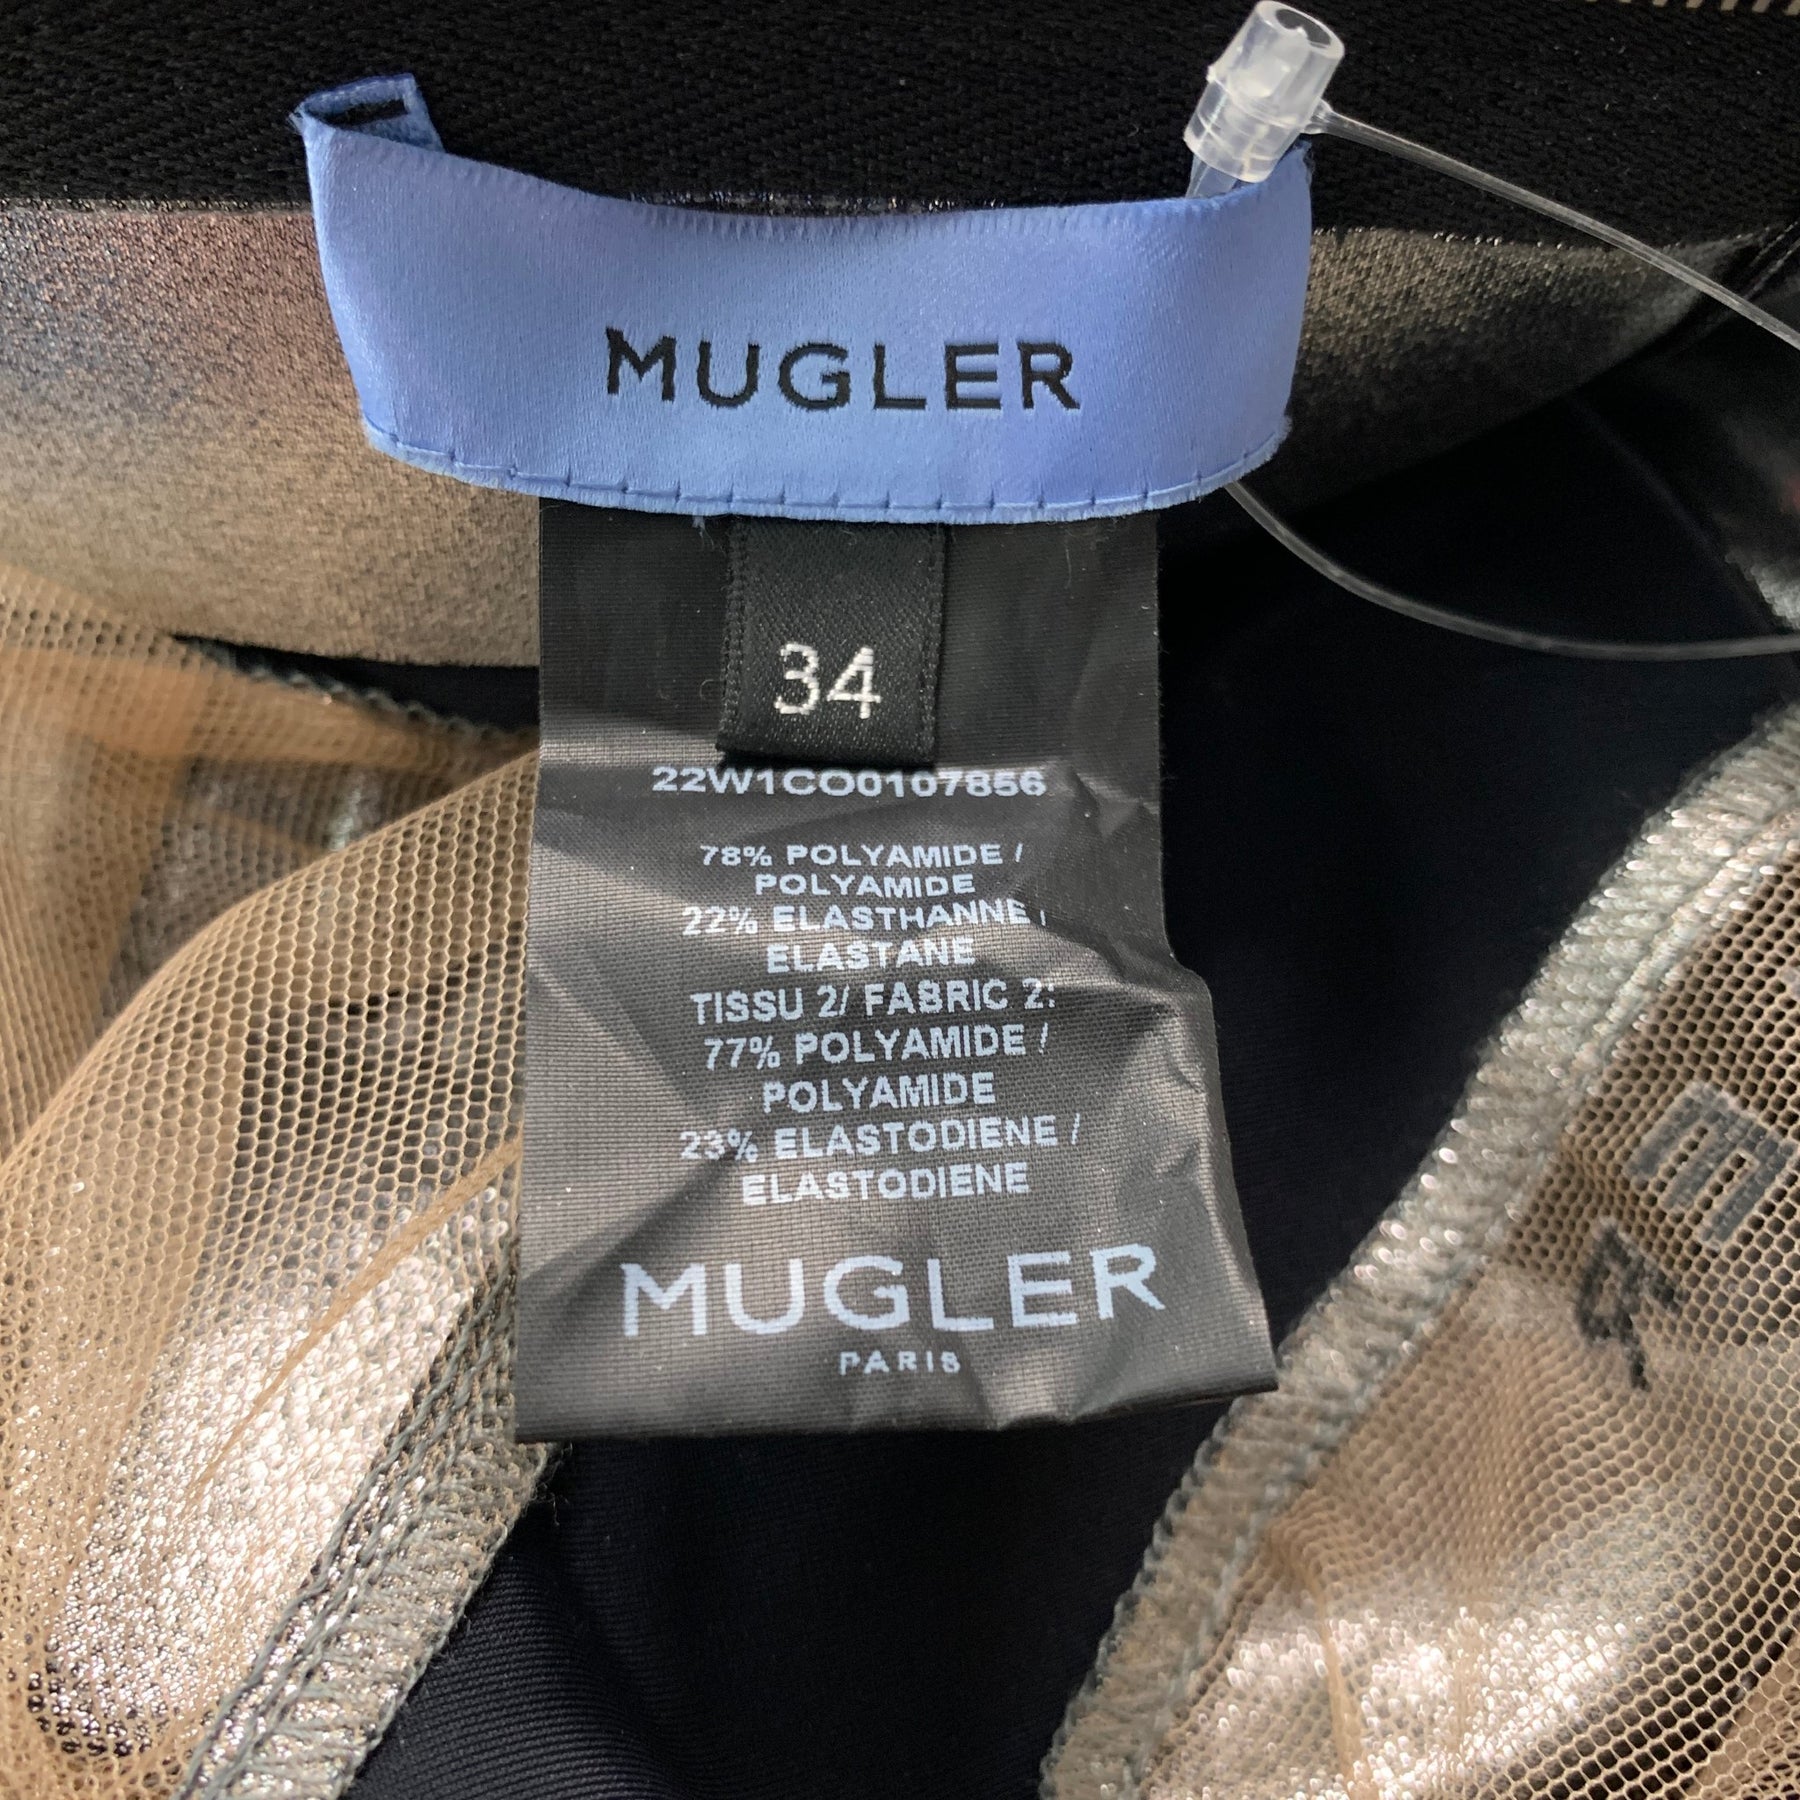 MUGLER
34
22W1CO0107856
78% POLYAMIDE /
POLYAMIDE
22% ELASTHANNE /
ELASTANE
TISSU 2/ FABRIC 2:
77% POLYAMIDE /
POLYAMIDE
23% ELASTODIENE /
ELASTODIENE
MUGLER
PARIS